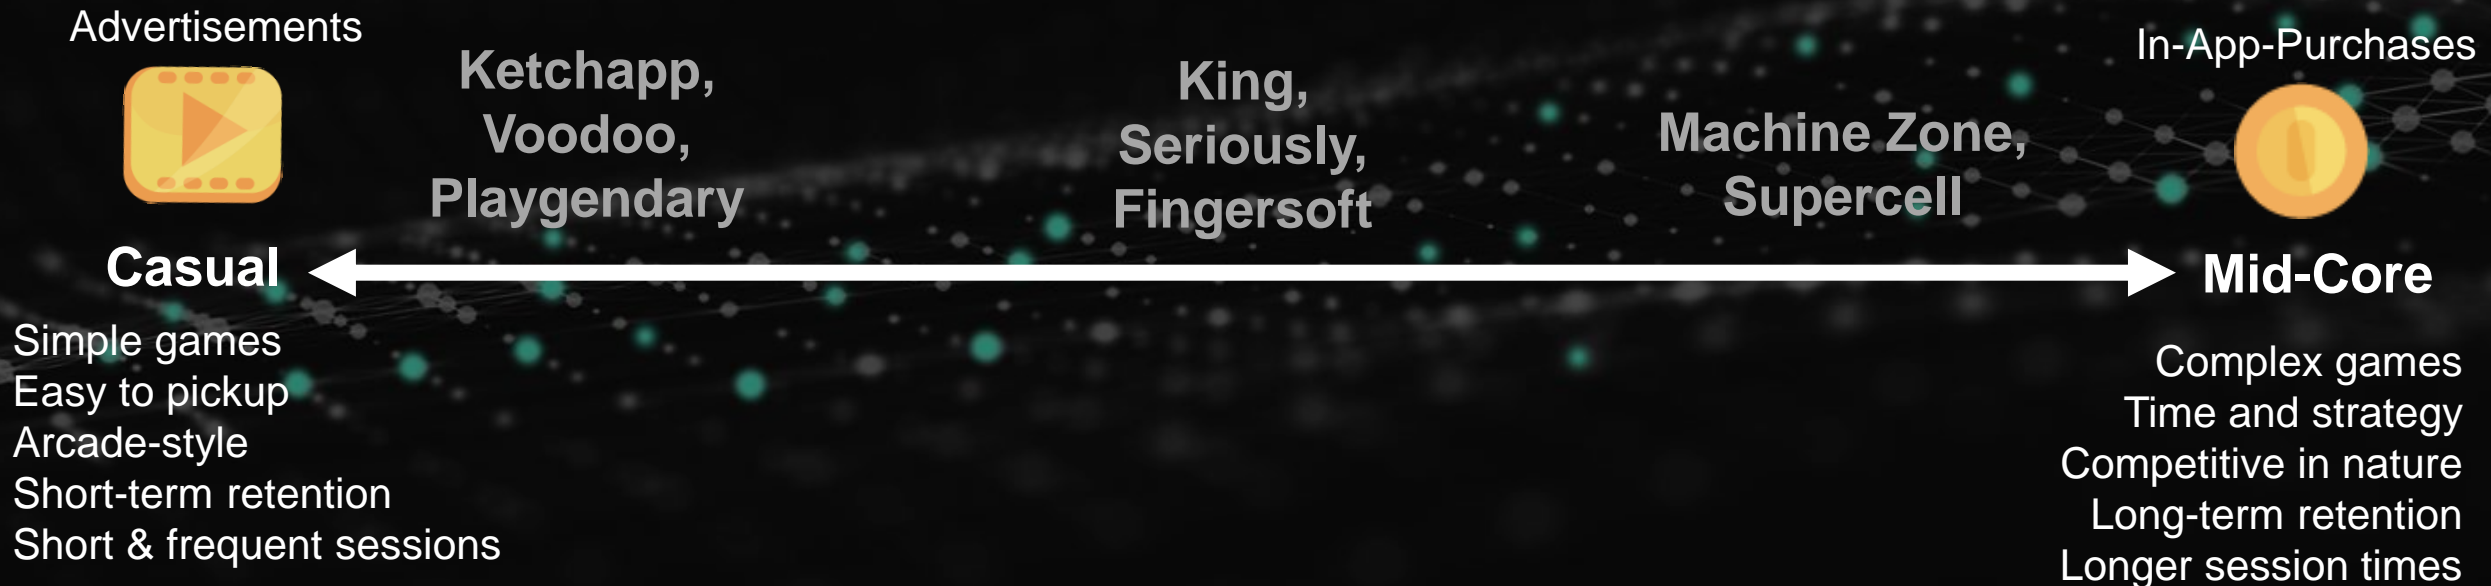 Advertisements
Ketchapp,
Voodoo,
Playgendary
King,
Seriously,
Fingersoft
Machine Zone,
Supercell
In-App-Purchases
Casual
Mid-Core
Simple games
Easy to pickup
Arcade-style
Short-term retention
Short & frequent sessions
Complex games
Time and strategy
Competitive in nature
Long-term retention
Longer session times